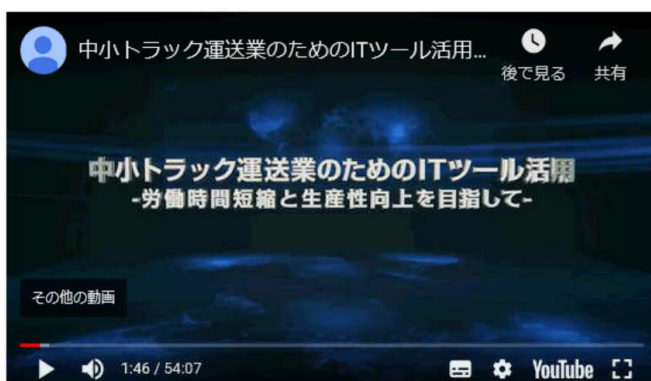 中小トラック運送業のためのITツール活用...
後で見る
共有
中小トラック運送業のためのITツール活用
-労働時間短縮と生産性向上を目指して-
その他の動画
1:46 / 54:07
YouTube